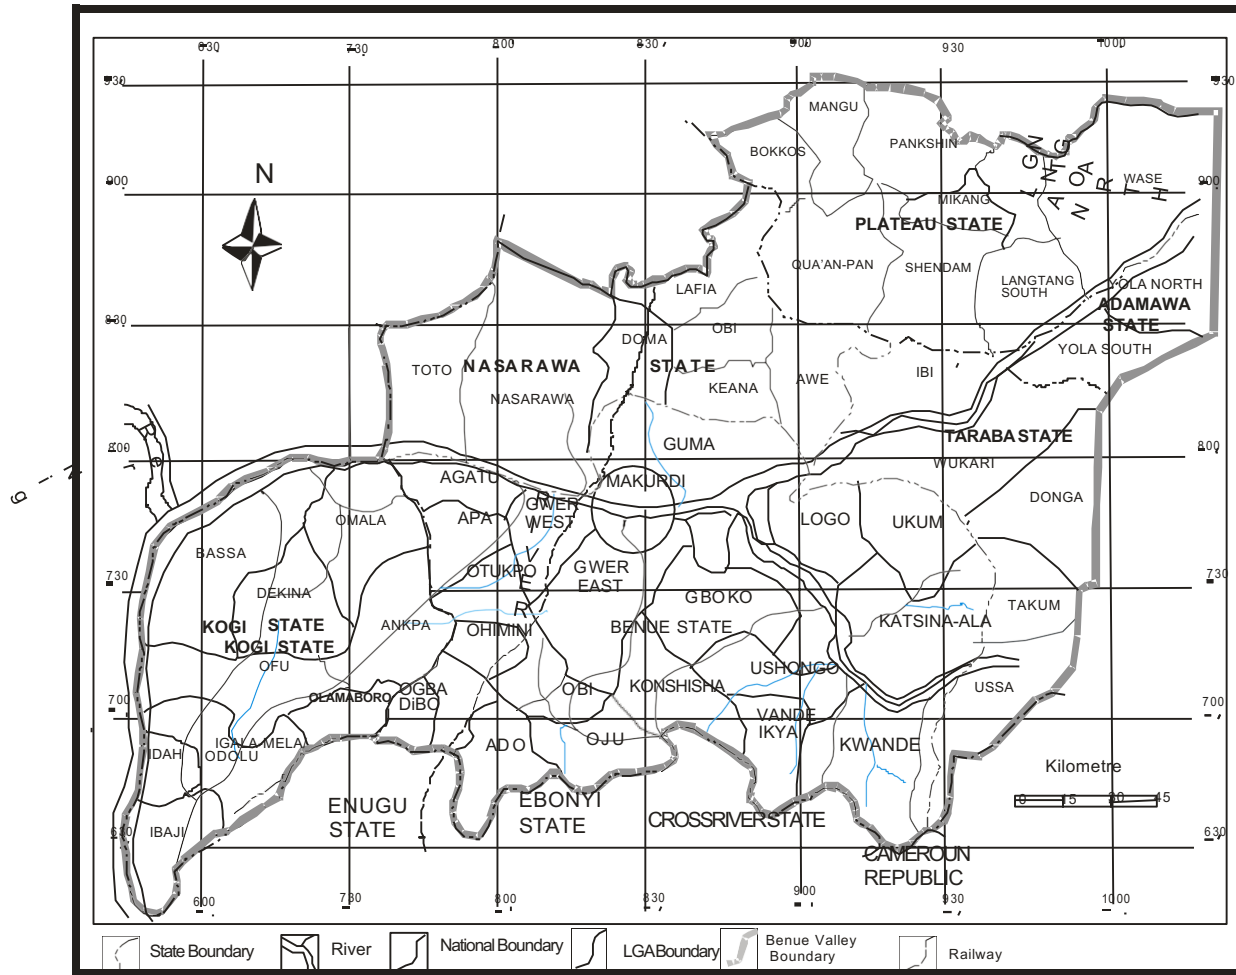 630 730 800 830 900 930 1000
930 930
MANGU
PANKSHIN
BOKKOS
LANGTANG
NORTH
WASE
N
900 900
MIKANG
PLATEAU STATE
QUA'AN-PAN
SHENDAM
LANGTANG
SOUTH
YOLA NORTH
LAFIA
ADAMAWA
STATE
830
OBI
DOMA
YOLA SOUTH
TOTO
NASARAWA STATE
IBI
AWE
KEANA
NASARAWA
TARABA STATE
GUMA
800 800
WUKARI
AGATU
MAKURDI
DONGA
APA
GWER
WEST
LOGO
UKUM
OMALA
BASSA
RIVER
OTUKPO
GWER
EAST
730 730
DEKINA
GBOKO
TAKUM
KOGI STATE
ANKPA
OHIMINI
BENUE STATE
KATSINA-ALA
KOGI STATE
OFU
USHONGO
OLAMABORO
OGBA
DiBO
OBI
KONSHISHA
USSA
700 700
VANDE
IKYA
IDAH
IGALA MELA
ODOLU
ADO
OJU
KWANDE
Kilometre
0 15 30 45
ENUGU
STATE
EBONYI
STATE
CROSSRIVER STATE
IBAJI
630 630
CAMEROUN
REPUBLIC
600 730 800 830 900 930 1000
State Boundary
River
National Boundary
LGA Boundary
Benue Valley
Boundary
Railway